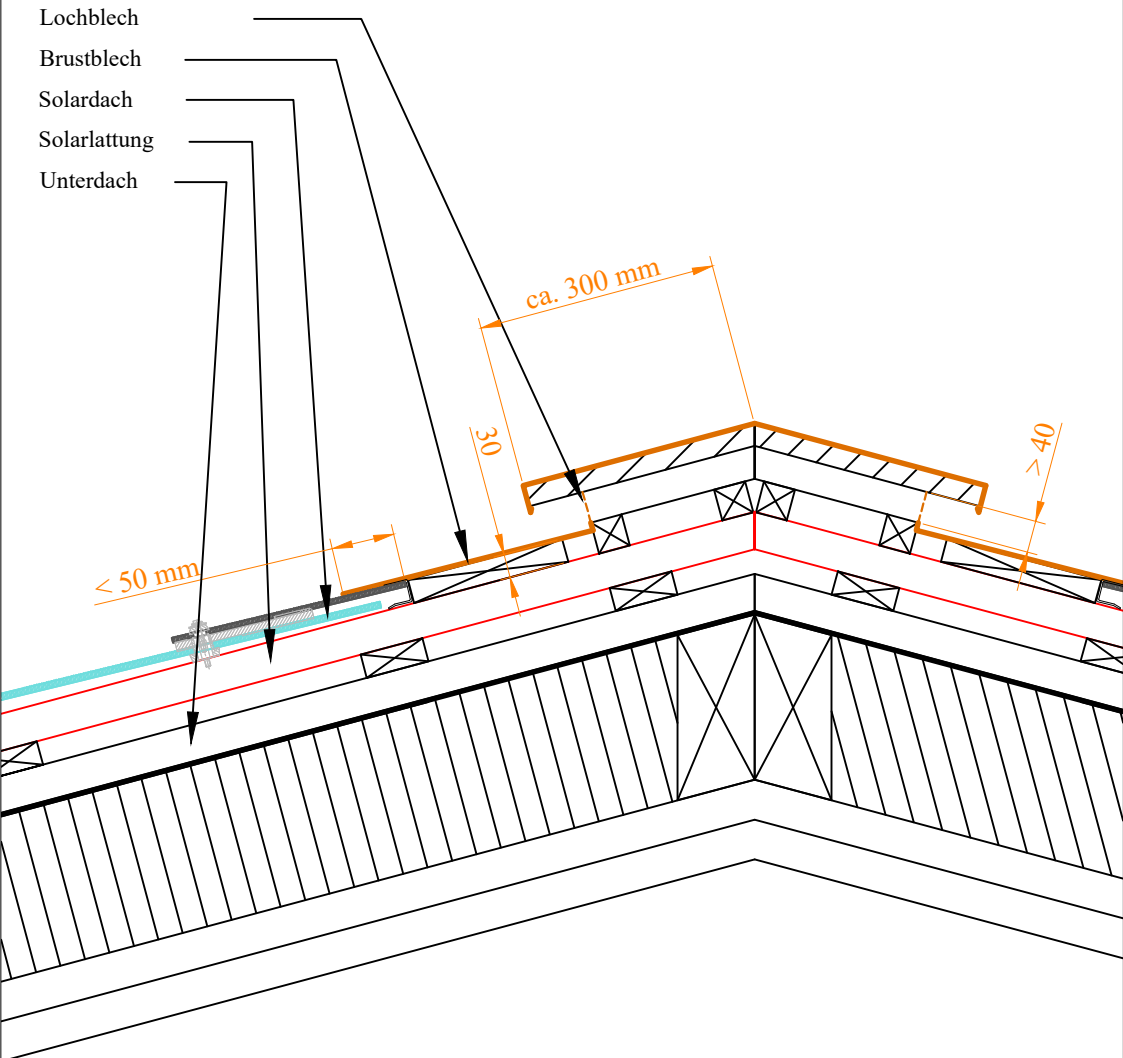 Lochblech
Brustblech
Solardach
Solarlattung
Unterdach
ca. 300 mm
30
> 40
< 50 mm